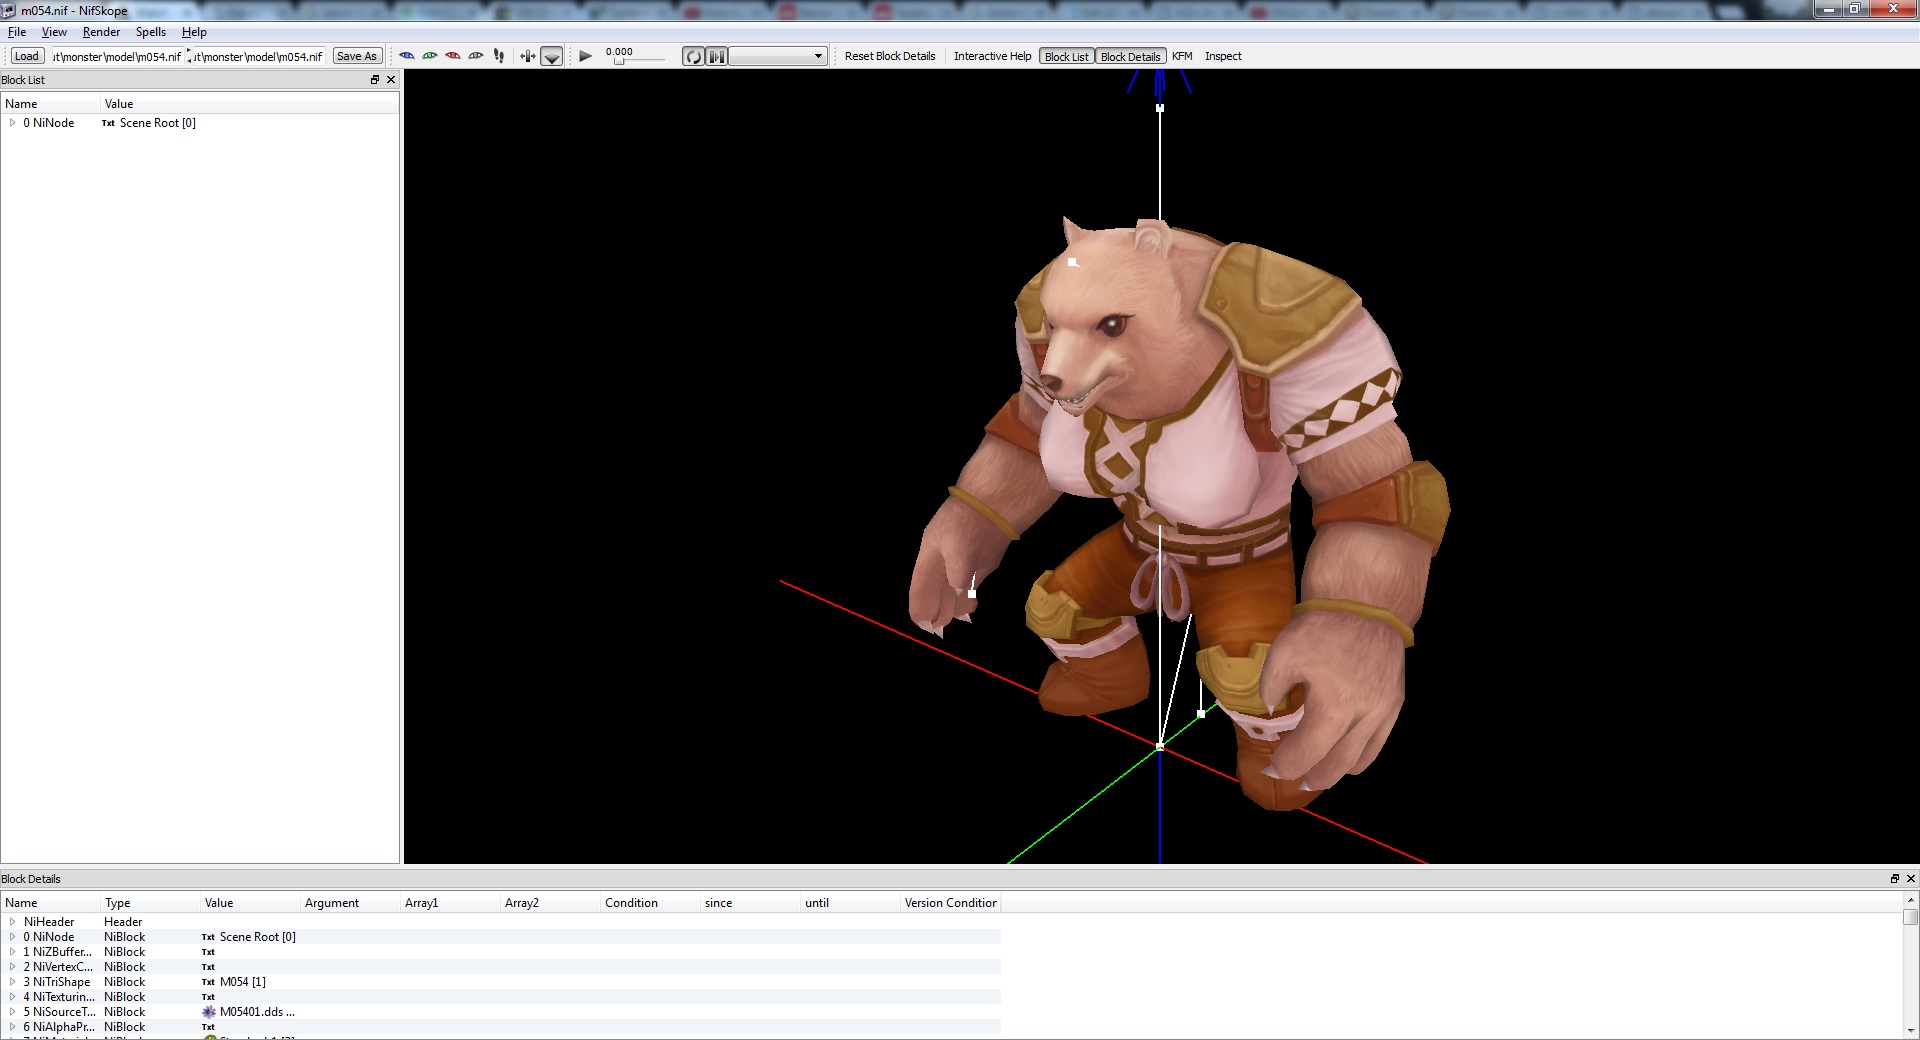 m054.nif - NifSkope
File View Render Spells Help
Load ut\monster\model\m054.nif ut\monster\model\m054.nif Save As 0.000 Reset Block Details Interactive Help Block List Block Details KFM Inspect
Block List
Name Value
0 NiNode Txt Scene Root [0]
Block Details
Name Type Value Argument Array1 Array2 Condition since until Version Condition
NiHeader Header
0 NiNode NiBlock Txt Scene Root [0]
1 NiZBuffer... NiBlock Txt
2 NiVertexC... NiBlock Txt
3 NiTriShape NiBlock Txt M054 [1]
4 NiTexturin... NiBlock Txt
5 NiSourceT... NiBlock M05401.dds ...
6 NiAlphaPr... NiBlock Txt